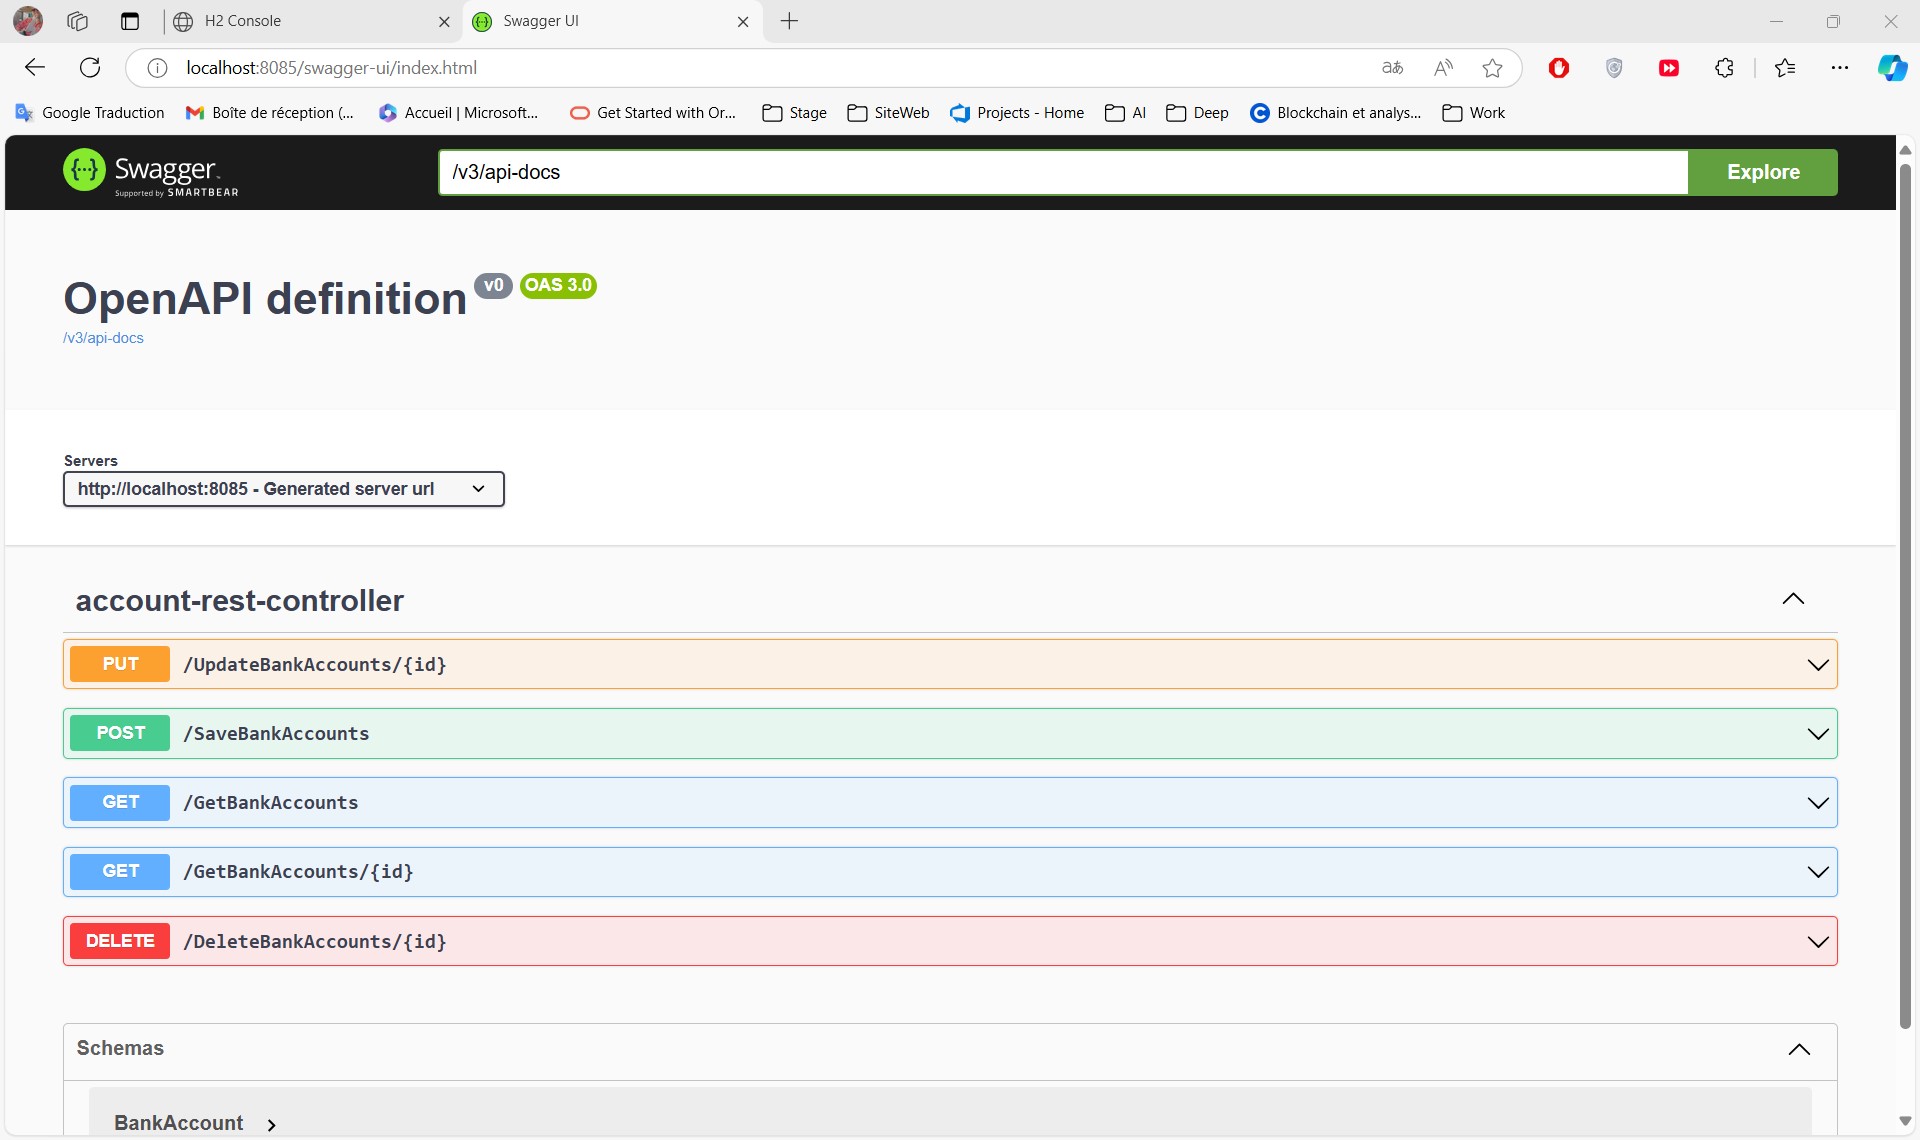 H2 Console
Swagger UI
localhost:8085/swagger-ui/index.html
Google Traduction
Boîte de réception (...
Accueil | Microsoft...
Get Started with Or...
Stage
SiteWeb
Projects - Home
AI
Deep
Blockchain et analys...
Work
Swagger.
Supported by SMARTBEAR
/v3/api-docs
Explore
OpenAPI definition v0 OAS 3.0
/v3/api-docs
Servers
http://localhost:8085 - Generated server url
account-rest-controller
PUT /UpdateBankAccounts/{id}
POST /SaveBankAccounts
GET /GetBankAccounts
GET /GetBankAccounts/{id}
DELETE /DeleteBankAccounts/{id}
Schemas
BankAccount